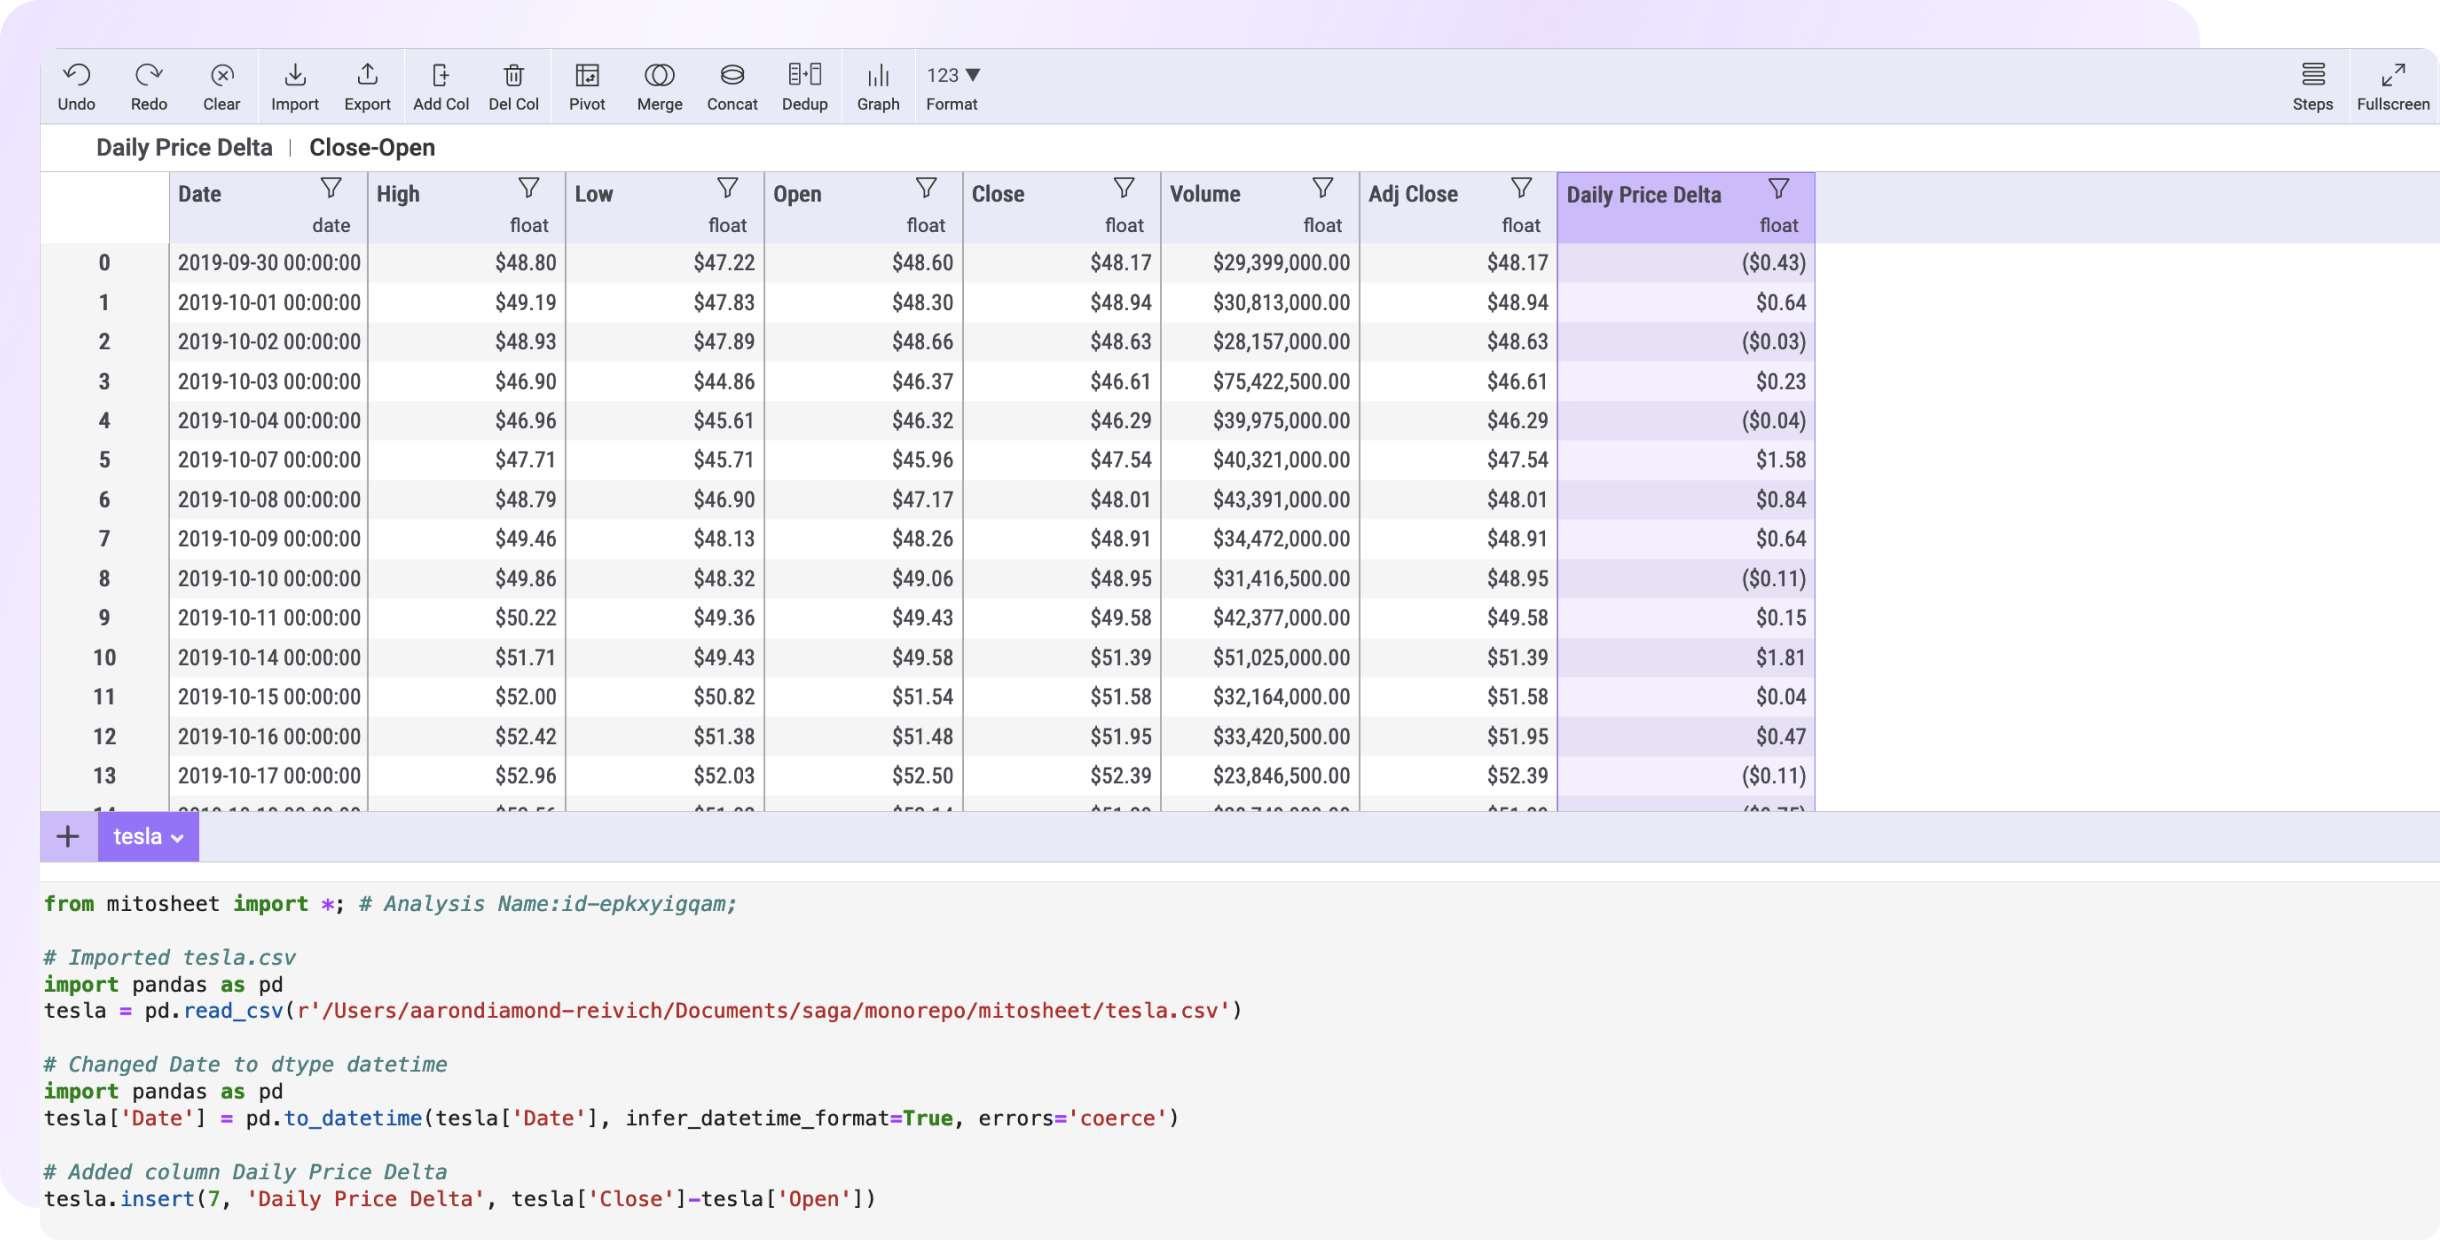 Undo Redo Clear Import Export Add Col Del Col Pivot Merge Concat Dedup Graph 123 ▼ Format Steps Fullscreen
Daily Price Delta | Close-Open
Date High Low Open Close Volume Adj Close Daily Price Delta
date float float float float float float float
0 2019-09-30 00:00:00 $48.80 $47.22 $48.60 $48.17 $29,399,000.00 $48.17 ($0.43)
1 2019-10-01 00:00:00 $49.19 $47.83 $48.30 $48.94 $30,813,000.00 $48.94 $0.64
2 2019-10-02 00:00:00 $48.93 $47.89 $48.66 $48.63 $28,157,000.00 $48.63 ($0.03)
3 2019-10-03 00:00:00 $46.90 $44.86 $46.37 $46.61 $75,422,500.00 $46.61 $0.23
4 2019-10-04 00:00:00 $46.96 $45.61 $46.32 $46.29 $39,975,000.00 $46.29 ($0.04)
5 2019-10-07 00:00:00 $47.71 $45.71 $45.96 $47.54 $40,321,000.00 $47.54 $1.58
6 2019-10-08 00:00:00 $48.79 $46.90 $47.17 $48.01 $43,391,000.00 $48.01 $0.84
7 2019-10-09 00:00:00 $49.46 $48.13 $48.26 $48.91 $34,472,000.00 $48.91 $0.64
8 2019-10-10 00:00:00 $49.86 $48.32 $49.06 $48.95 $31,416,500.00 $48.95 ($0.11)
9 2019-10-11 00:00:00 $50.22 $49.36 $49.43 $49.58 $42,377,000.00 $49.58 $0.15
10 2019-10-14 00:00:00 $51.71 $49.43 $49.58 $51.39 $51,025,000.00 $51.39 $1.81
11 2019-10-15 00:00:00 $52.00 $50.82 $51.54 $51.58 $32,164,000.00 $51.58 $0.04
12 2019-10-16 00:00:00 $52.42 $51.38 $51.48 $51.95 $33,420,500.00 $51.95 $0.47
13 2019-10-17 00:00:00 $52.96 $52.03 $52.50 $52.39 $23,846,500.00 $52.39 ($0.11)
+ tesla
from mitosheet import *; # Analysis Name:id-epkxyigqam;
# Imported tesla.csv
import pandas as pd
tesla = pd.read_csv(r'/Users/aarondiamond-reivich/Documents/saga/monorepo/mitosheet/tesla.csv')
# Changed Date to dtype datetime
import pandas as pd
tesla['Date'] = pd.to_datetime(tesla['Date'], infer_datetime_format=True, errors='coerce')
# Added column Daily Price Delta
tesla.insert(7, 'Daily Price Delta', tesla['Close']-tesla['Open'])